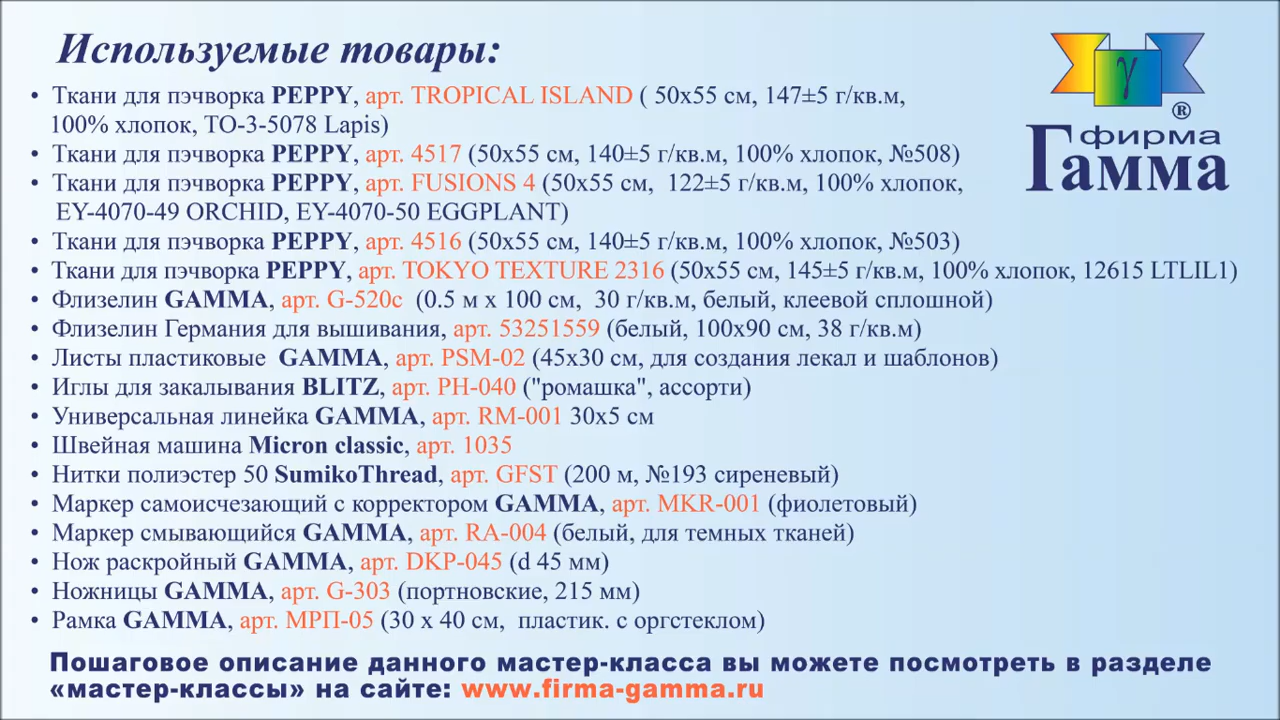 Используемые товары:
γ
®
фирма
Гамма
• Ткани для пэчворка PEPPY, арт. TROPICAL ISLAND ( 50х55 см, 147±5 г/кв.м,
100% хлопок, TO-3-5078 Lapis)
• Ткани для пэчворка PEPPY, арт. 4517 (50х55 см, 140±5 г/кв.м, 100% хлопок, №508)
• Ткани для пэчворка PEPPY, арт. FUSIONS 4 (50х55 см, 122±5 г/кв.м, 100% хлопок,
EY-4070-49 ORCHID, EY-4070-50 EGGPLANT)
• Ткани для пэчворка PEPPY, арт. 4516 (50х55 см, 140±5 г/кв.м, 100% хлопок, №503)
• Ткани для пэчворка PEPPY, арт. TOKYO TEXTURE 2316 (50х55 см, 145±5 г/кв.м, 100% хлопок, 12615 LTLIL1)
• Флизелин GAMMA, арт. G-520c (0.5 м х 100 см, 30 г/кв.м, белый, клеевой сплошной)
• Флизелин Германия для вышивания, арт. 53251559 (белый, 100х90 см, 38 г/кв.м)
• Листы пластиковые GAMMA, арт. PSM-02 (45х30 см, для создания лекал и шаблонов)
• Иглы для закалывания BLITZ, арт. PH-040 ("ромашка", ассорти)
• Универсальная линейка GAMMA, арт. RM-001 30х5 см
• Швейная машина Micron classic, арт. 1035
• Нитки полиэстер 50 SumikoThread, арт. GFST (200 м, №193 сиреневый)
• Маркер самоисчезающий с корректором GAMMA, арт. MKR-001 (фиолетовый)
• Маркер смывающийся GAMMA, арт. RA-004 (белый, для темных тканей)
• Нож раскройный GAMMA, арт. DKP-045 (d 45 мм)
• Ножницы GAMMA, арт. G-303 (портновские, 215 мм)
• Рамка GAMMA, арт. МРП-05 (30 х 40 см, пластик. с оргстеклом)
Пошаговое описание данного мастер-класса вы можете посмотреть в разделе
«мастер-классы» на сайте: www.firma-gamma.ru